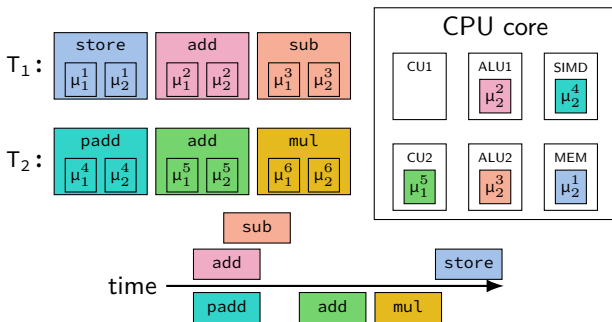 T₁: store add sub
μ₁¹ μ₂¹ μ₁² μ₂² μ₁³ μ₂³
T₂: padd add mul
μ₁⁴ μ₂⁴ μ₁⁵ μ₂⁵ μ₁⁶ μ₂⁶
CPU core
CU1 ALU1 SIMD
μ₂² μ₂⁴
CU2 ALU2 MEM
μ₁⁵ μ₂³ μ₂¹
sub
add store
time
padd add mul